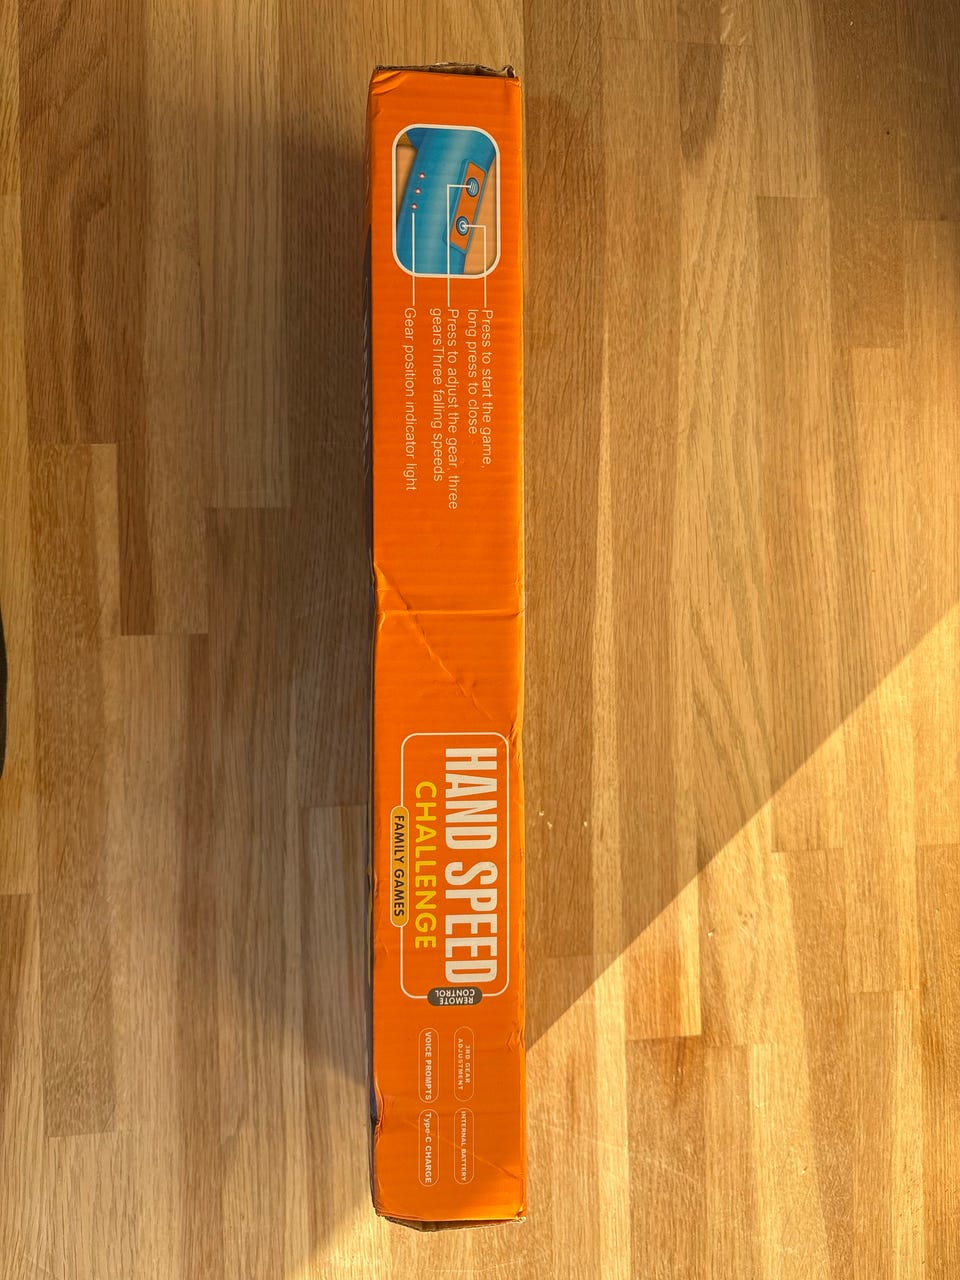 Press to start the game,
long press to close
Press to adjust the gear, three
gearsThree falling speeds
Gear position indicator light
HAND SPEED
CHALLENGE
FAMILY GAMES
REMOTE
CONTROL
3RD GEAR
ADJUSTMENT
INTERNAL BATTERY
VOICE PROMPTS
Type-C CHARGE